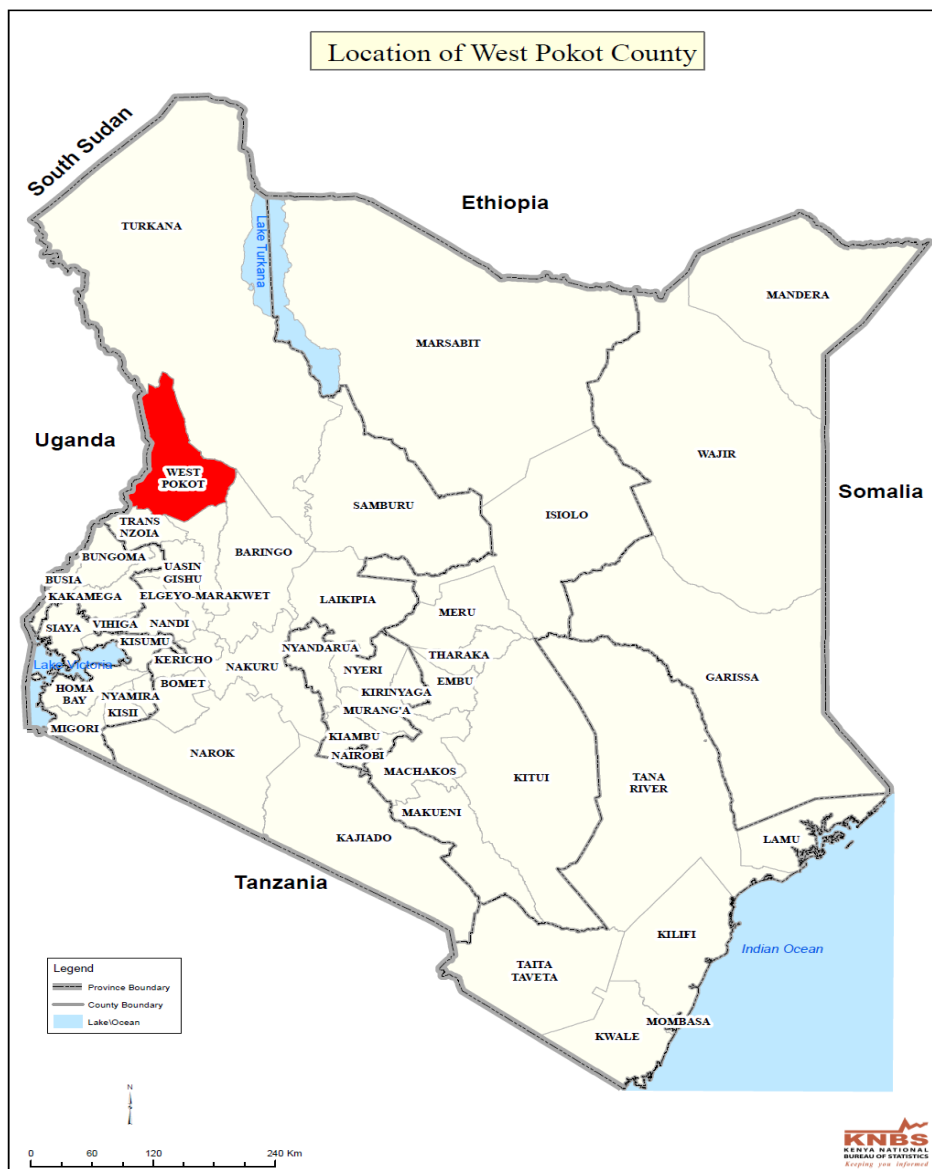 Location of West Pokot County
South Sudan
Ethiopia
TURKANA
Lake Turkana
MANDERA
MARSABIT
Uganda
WAJIR
WEST
POKOT
Somalia
SAMBURU
ISIOLO
TRANS
NZOIA
BARINGO
BUNGOMA
UASIN
GISHU
BUSIA
KAKAMEGA
ELGEYO-MARAKWET
LAIKIPIA
MERU
SIAYA
VIHIGA
NANDI
KISUMU
NYANDARUA
THARAKA
Lake Victoria
KERICHO
NAKURU
NYERI
EMBU
GARISSA
HOMA
BAY
NYAMIRA
BOMET
KIRINYAGA
KISII
MURANG'A
MIGORI
KIAMBU
NAROK
NAIROBI
MACHAKOS
KITUI
TANA
RIVER
MAKUENI
KAJIADO
LAMU
Tanzania
KILIFI
Indian Ocean
TAITA
TAVETA
MOMBASA
KWALE
Legend
Province Boundary
County Boundary
Lake\Ocean
N
0 60 120 240 Km
KNBS
KENYA NATIONAL
BUREAU OF STATISTICS
Keeping you informed